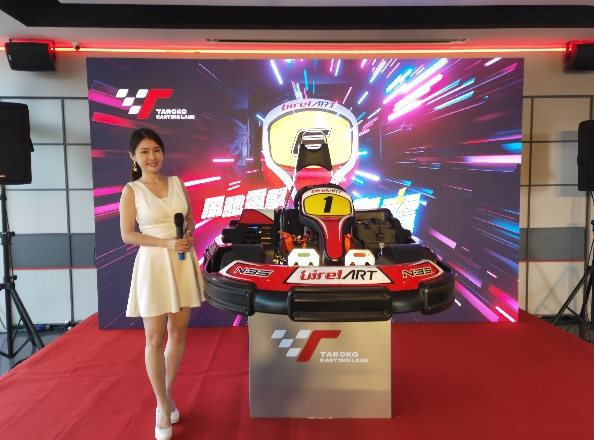 TAROKO
KARTING LAND
birelART
birelART
1
N35
birelART
N35
TAROKO
KARTING LAND